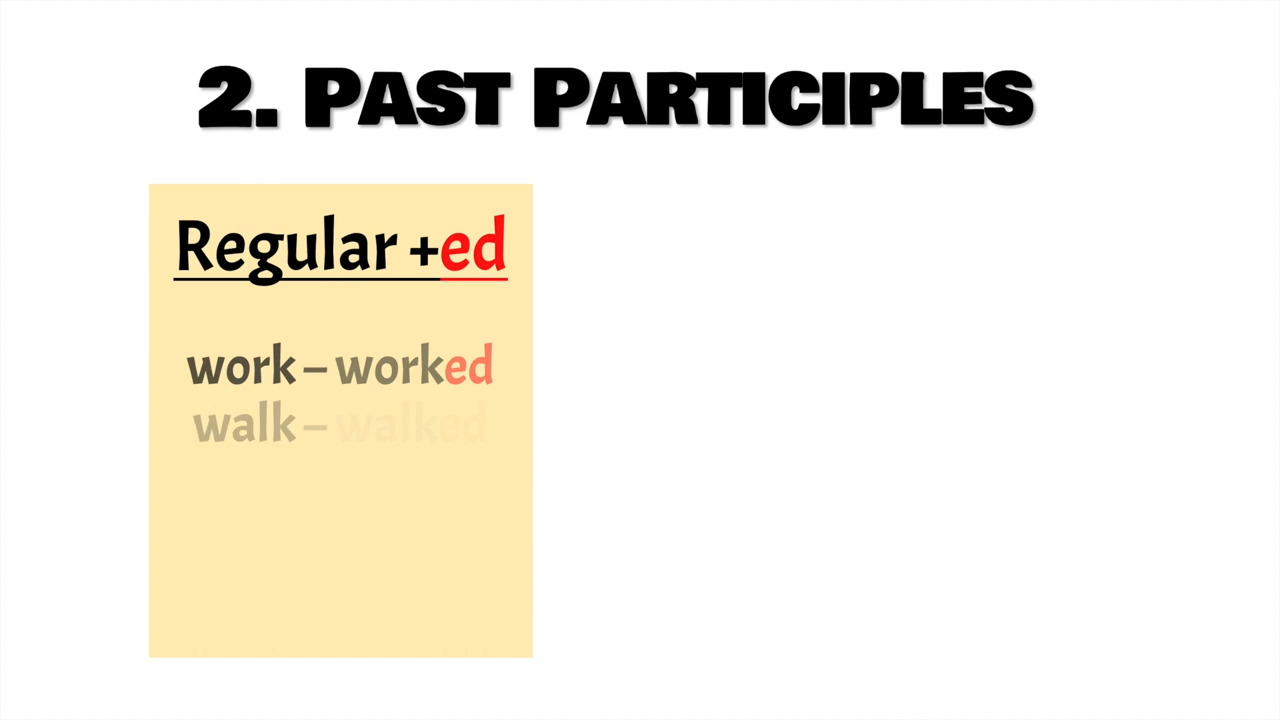 2. PAST PARTICIPLES
Regular +ed
work – worked
walk – walked